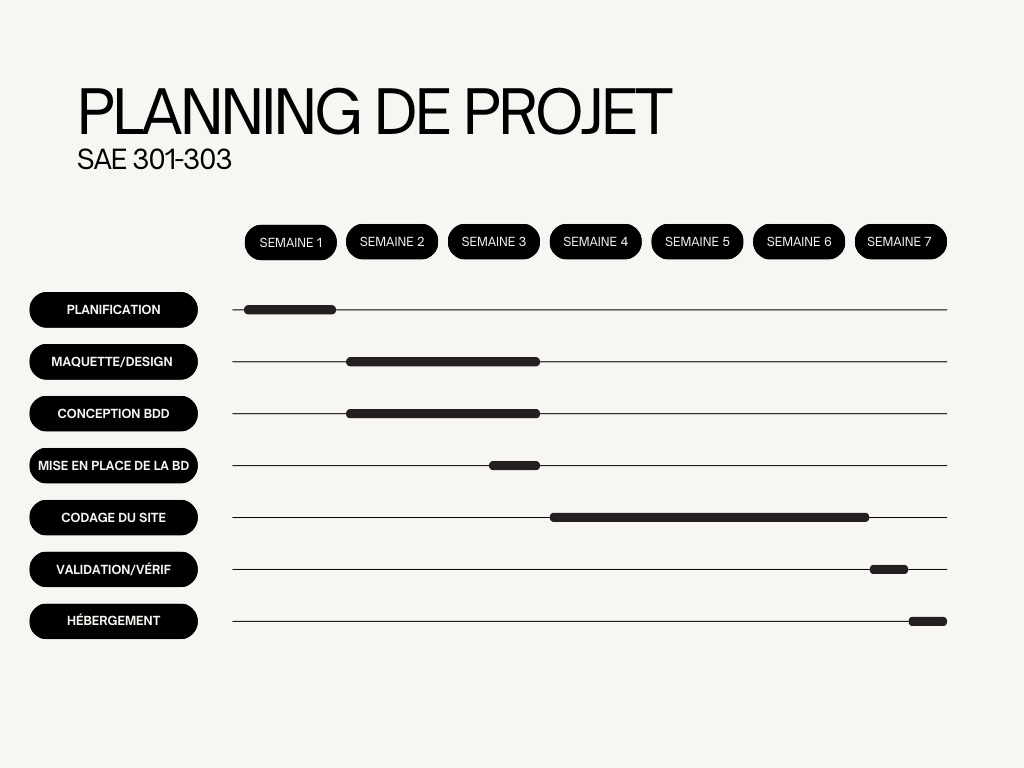 PLANNING DE PROJET
SAE 301-303
SEMAINE 1 SEMAINE 2 SEMAINE 3 SEMAINE 4 SEMAINE 5 SEMAINE 6 SEMAINE 7
PLANIFICATION
MAQUETTE/DESIGN
CONCEPTION BDD
MISE EN PLACE DE LA BD
CODAGE DU SITE
VALIDATION/VÉRIF
HÉBERGEMENT